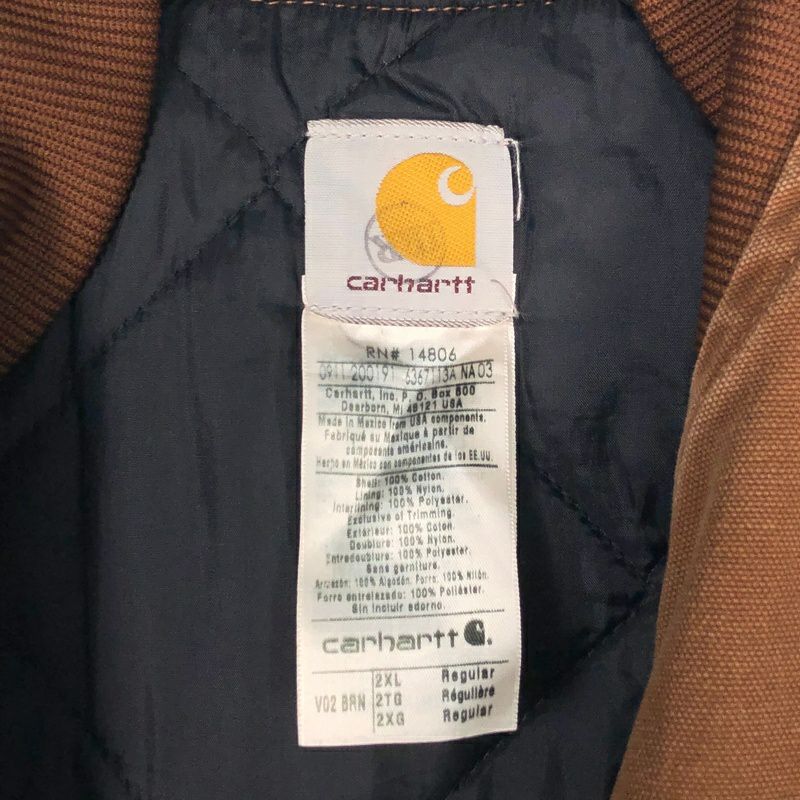 carhartt
RN# 14806
0911 200191 6367113A NA03
Carhartt, Inc. P. O. Box 600
Dearborn, MI 48121 USA
Made in Mexico from USA components.
Fabriqué au Mexique à partir de
composants américains.
Hecho en México con componentes de los EE.UU.
Shell: 100% Cotton.
Lining: 100% Nylon.
Interlining: 100% Polyester.
Exclusive of Trimming.
Extérieur: 100% Coton.
Doublure: 100% Nylon.
Entredoublure: 100% Polyester.
Sans garniture.
Armazón: 100% Algodón. Forro: 100% Nilón.
Forro entrelazado: 100% Poliéster.
Sin incluir adorno.
carhartt
V02 BRN
2XL Regular
2TG Régulière
2XG Regular